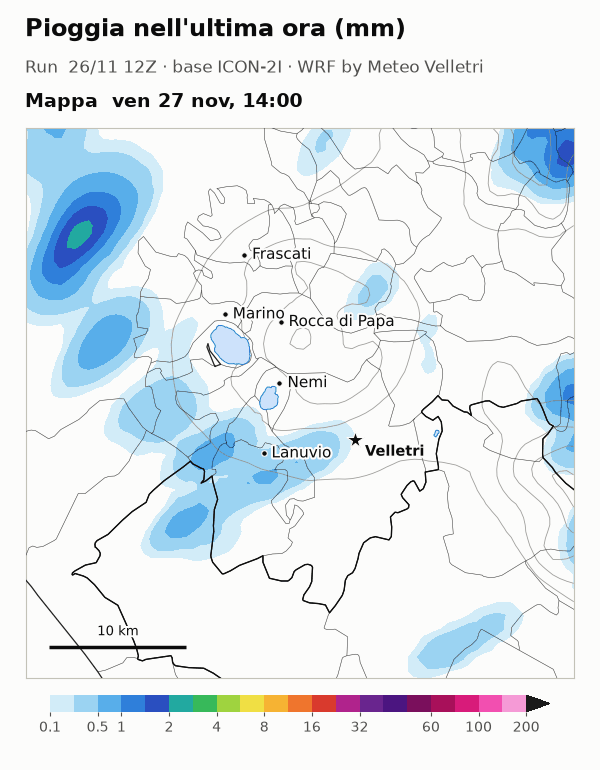 Pioggia nell'ultima ora (mm)
Run  26/11 12Z · base ICON-2I · WRF by Meteo Velletri
Mappa  ven 27 nov, 14:00
Frascati
Marino
Rocca di Papa
Nemi
Velletri
Lanuvio
10 km
0.1 0.5 1 2 4 8 16 32 60 100 200